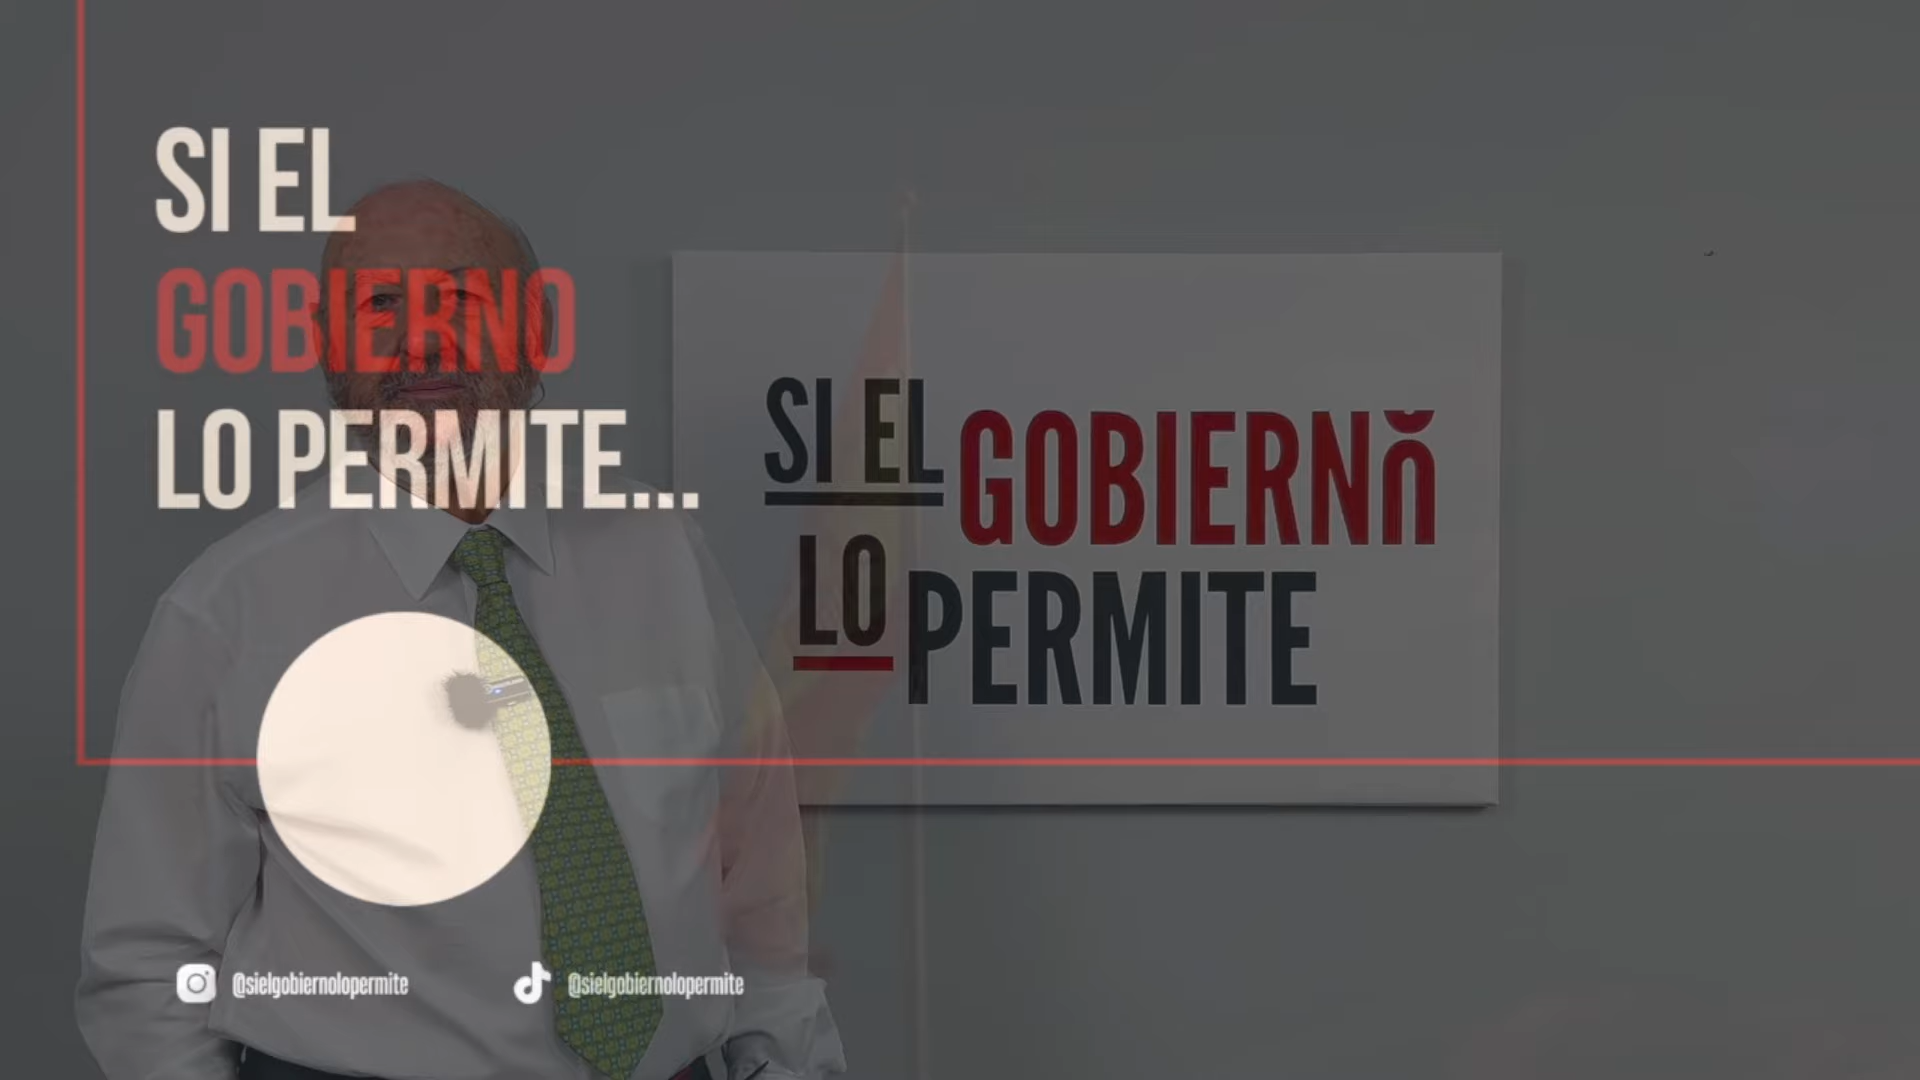 SI EL
GOBIERNO
LO PERMITE...
SI EL GOBIERNO
LO PERMITE
@sielgobiernolopermite
@sielgobiernolopermite